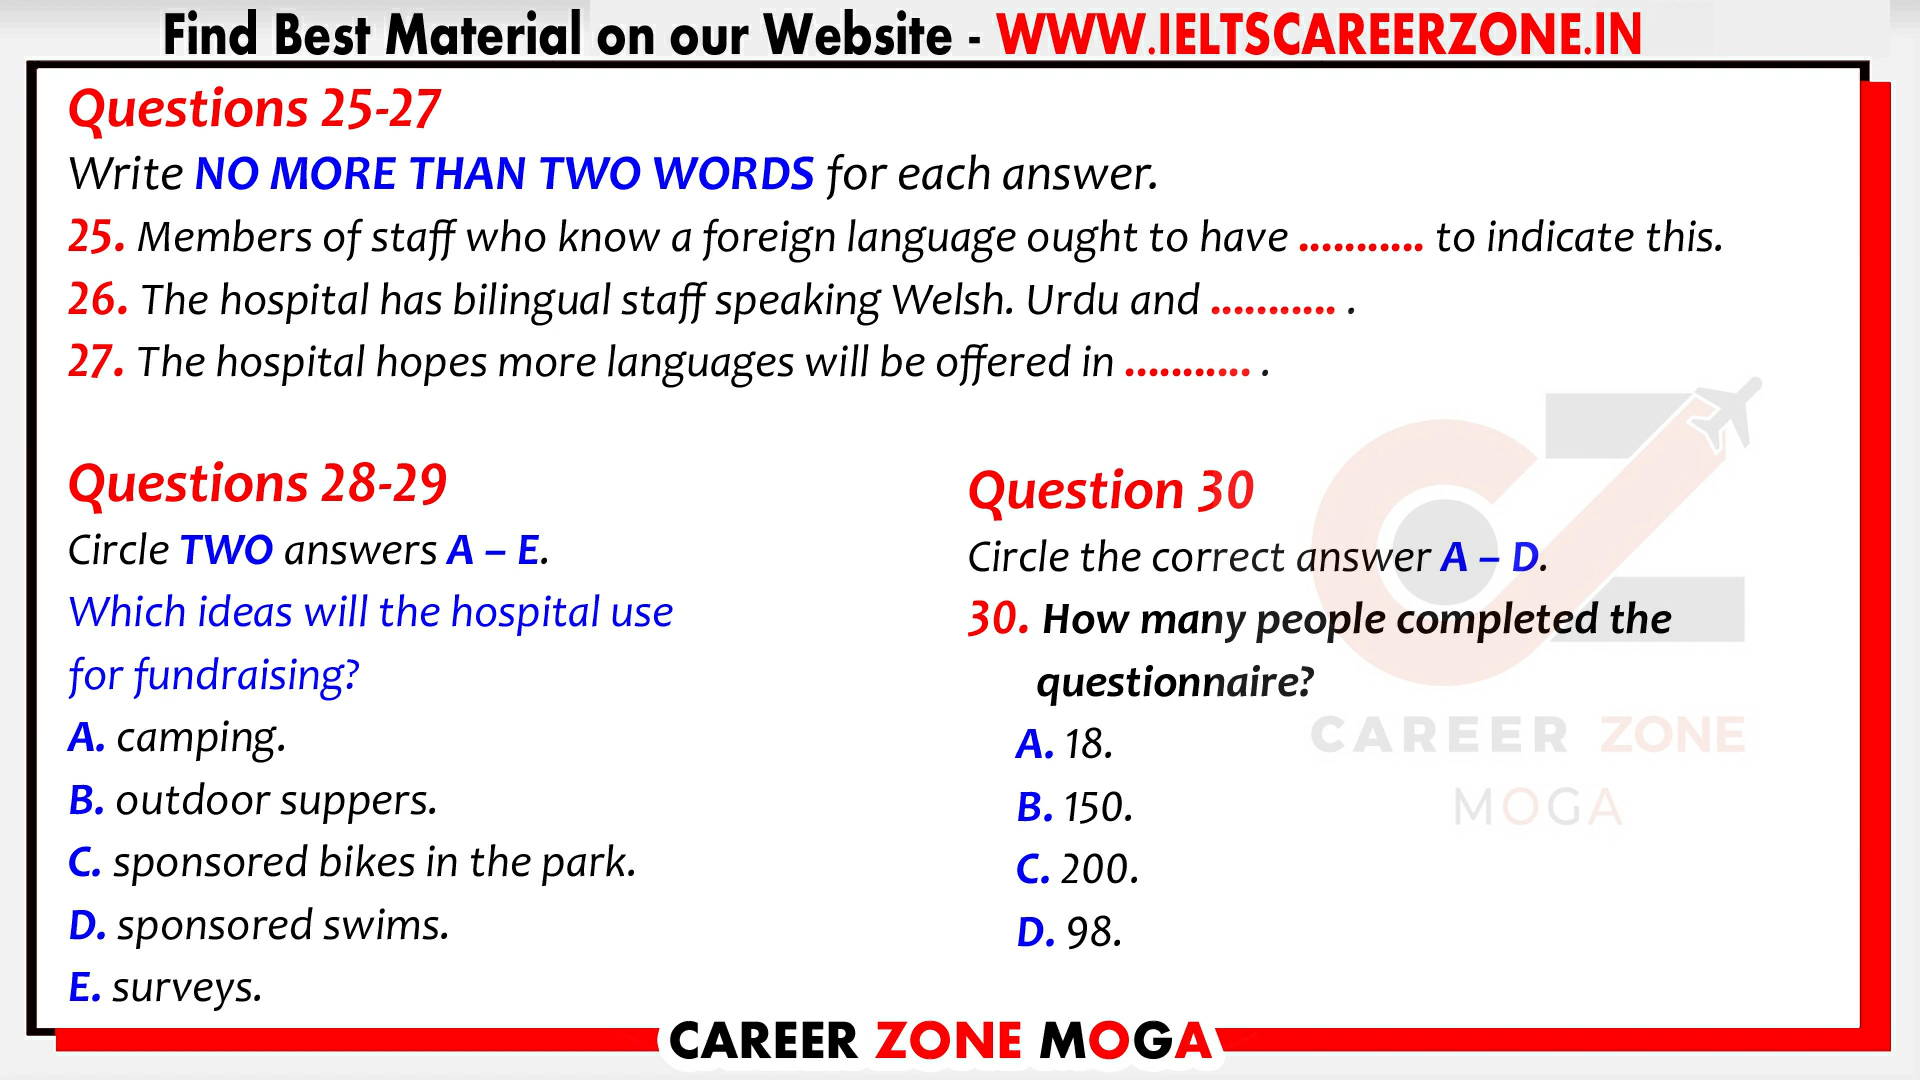 Find Best Material on our Website - WWW.IELTSCAREERZONE.IN
Questions 25-27
Write NO MORE THAN TWO WORDS for each answer.
25. Members of staff who know a foreign language ought to have ........... to indicate this.
26. The hospital has bilingual staff speaking Welsh. Urdu and ........... .
27. The hospital hopes more languages will be offered in ........... .
Questions 28-29
Circle TWO answers A – E.
Which ideas will the hospital use
for fundraising?
A. camping.
B. outdoor suppers.
C. sponsored bikes in the park.
D. sponsored swims.
E. surveys.
Question 30
Circle the correct answer A – D.
30. How many people completed the
questionnaire?
A. 18.
B. 150.
C. 200.
D. 98.
CAREER ZONE
MOGA
CAREER ZONE MOGA